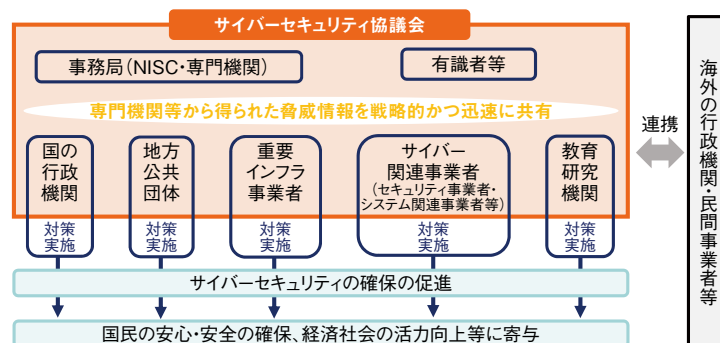 サイバーセキュリティ協議会
事務局（NISC・専門機関）
有識者等
専門機関等から得られた脅威情報を戦略的かつ迅速に共有
国の
行政
機関
対策
実施
地方
公共
団体
対策
実施
重要
インフラ
事業者
対策
実施
サイバー
関連事業者
（セキュリティ事業者・
システム関連事業者等）
対策
実施
教育
研究
機関
対策
実施
連携
海外の行政機関・民間事業者等
サイバーセキュリティの確保の促進
国民の安心・安全の確保、経済社会の活力向上等に寄与